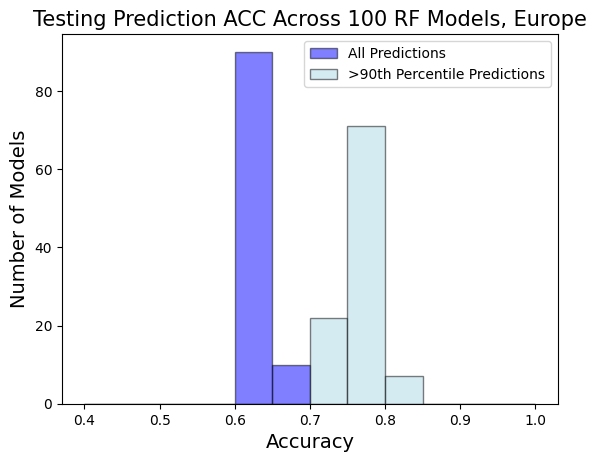 Testing Prediction ACC Across 100 RF Models, Europe
All Predictions
>90th Percentile Predictions
Number of Models
80
60
40
20
0
0.4 0.5 0.6 0.7 0.8 0.9 1.0
Accuracy